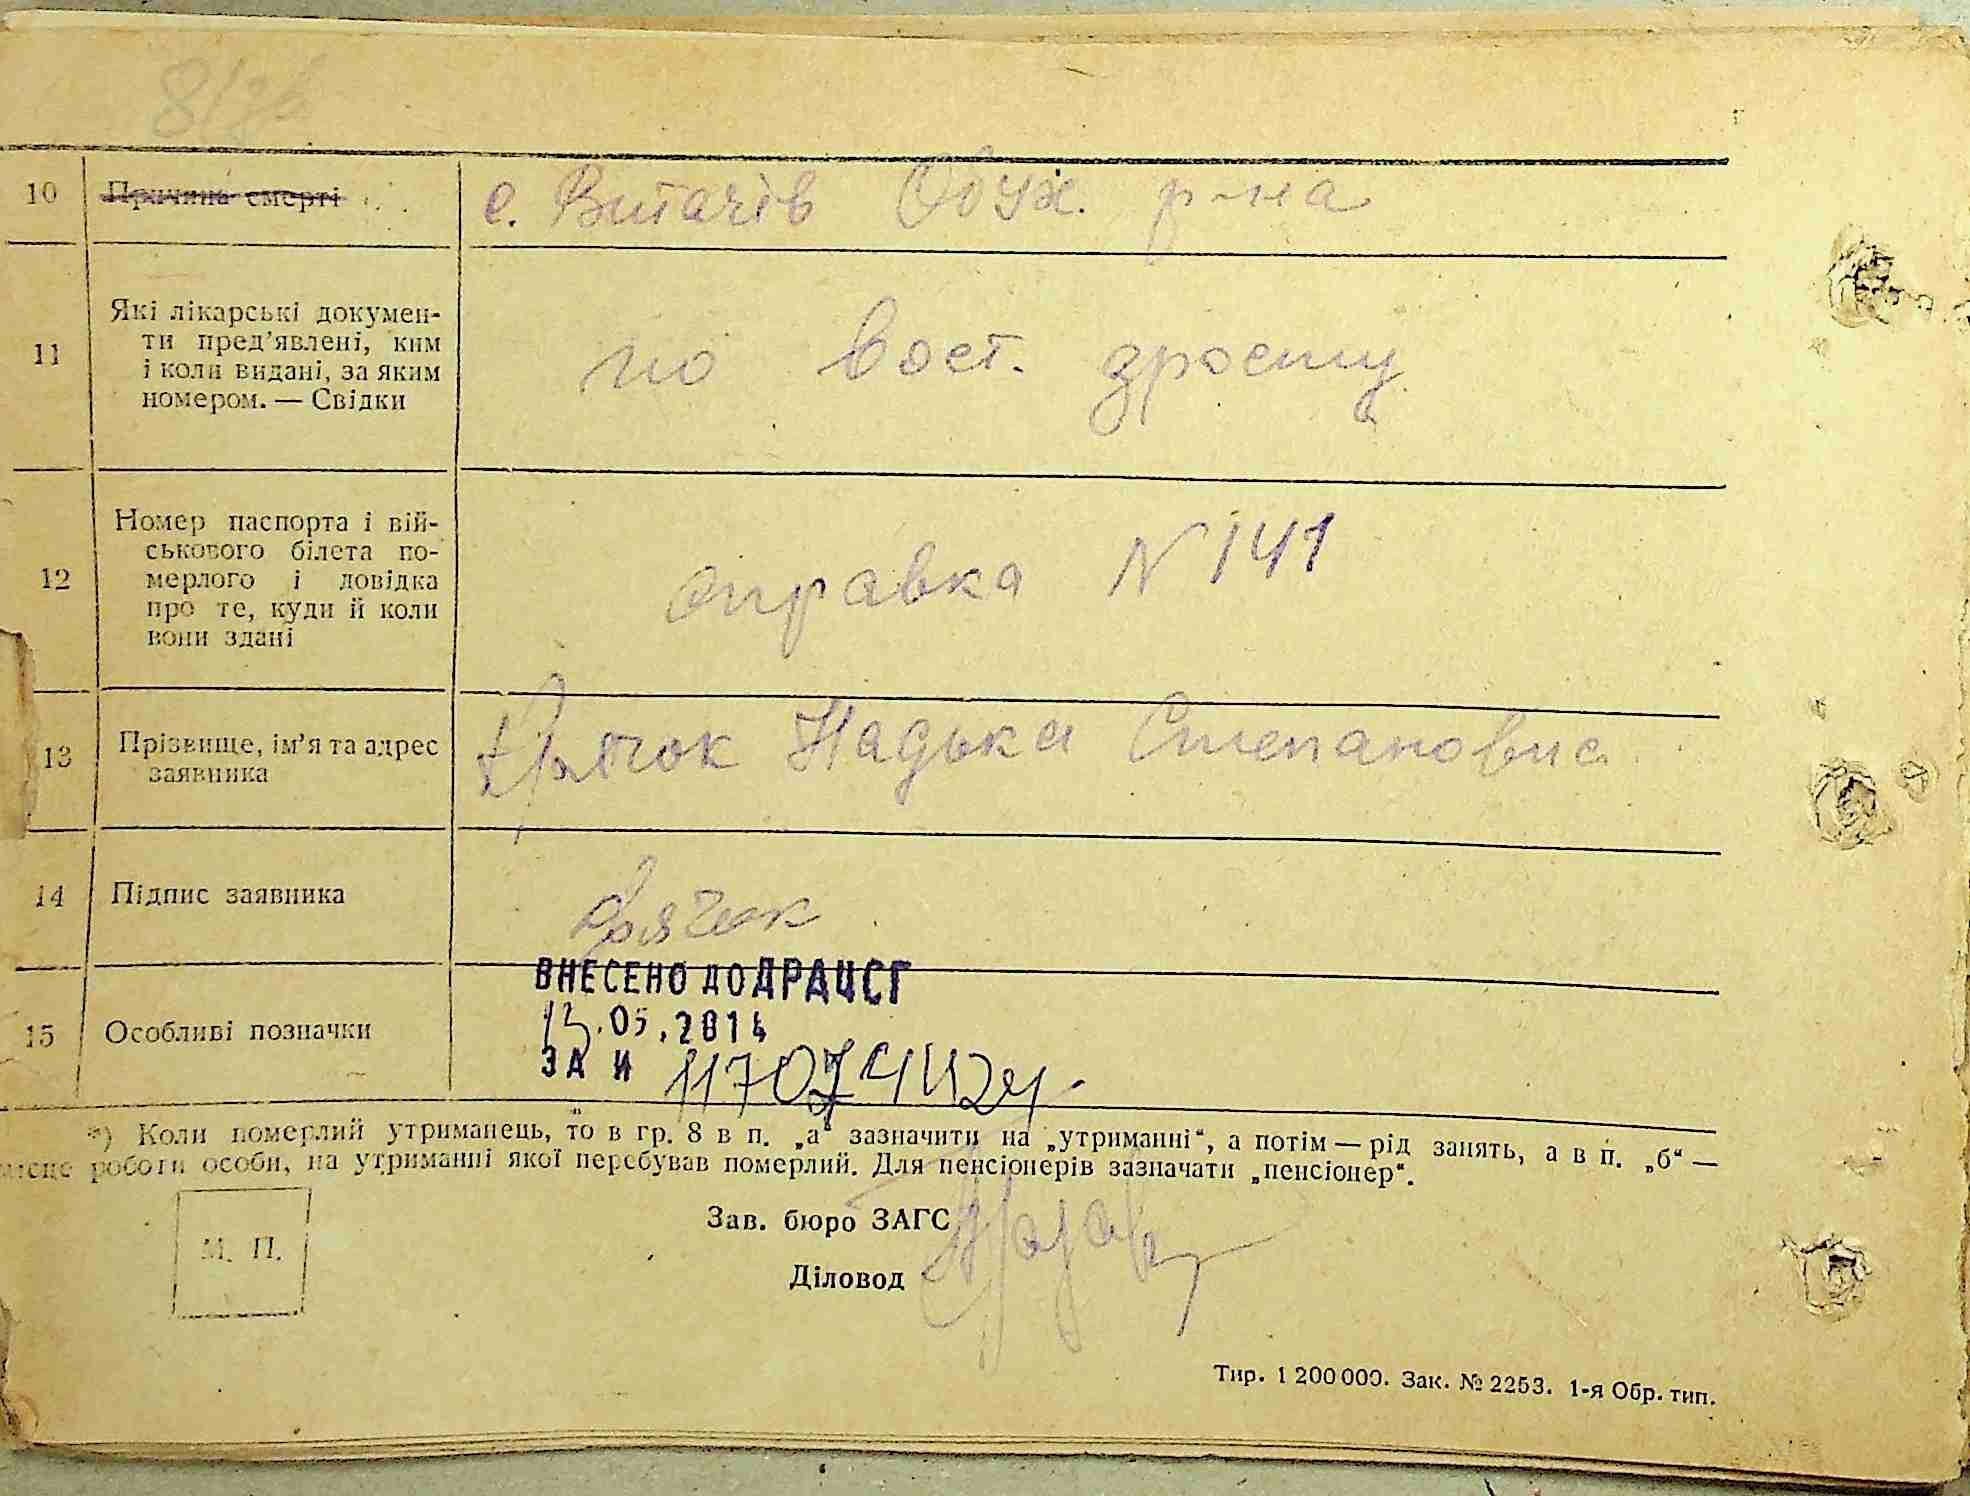 10 Причина смерті с. Витачів Обух. р-на
11 Які лікарські докумен-
ти пред'явлені, ким
і коли видані, за яким
номером. — Свідки
по вост. зросту
12 Номер паспорта і вій-
ськового білета по-
мерлого і довідка
про те, куди й коли
вони здані
справка N 141
13 Прізвище, ім'я та адрес
заявника
Надька Степановна
14 Підпис заявника
ВНЕСЕНО ДО ДРАЦСГ
13.05.2014
15 Особливі позначки
ЗА N
*) Коли померлий утриманець, то в гр. 8 в п. „а“ зазначити на „утриманні“, а потім — рід занять, а в п. „б“ —
місце роботи особи, на утриманні якої перебував померлий. Для пенсіонерів зазначати „пенсіонер“.
Зав. бюро ЗАГС
М. П.
Діловод
Тир. 1 200 000. Зак. № 2253. 1-я Обр. тип.